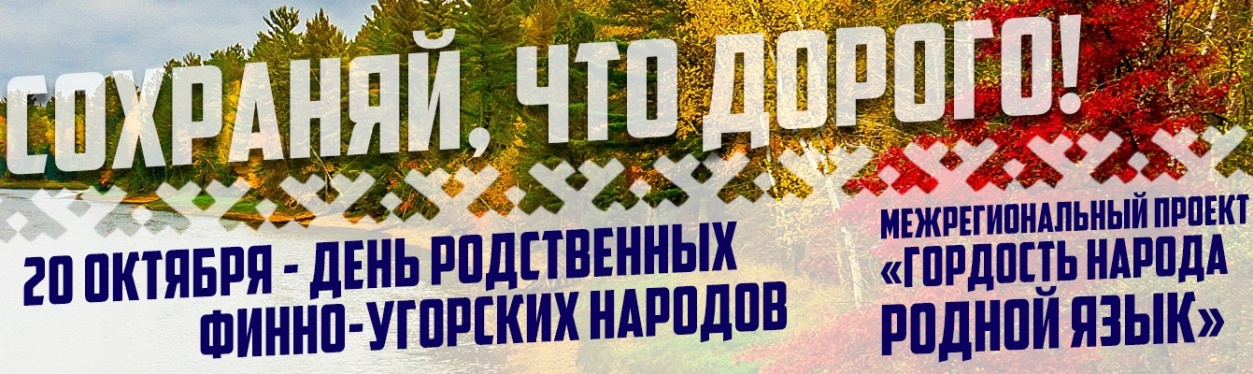 СОХРАНЯЙ, ЧТО ДОРОГО!
20 ОКТЯБРЯ - ДЕНЬ РОДСТВЕННЫХ
ФИННО-УГОРСКИХ НАРОДОВ
МЕЖРЕГИОНАЛЬНЫЙ ПРОЕКТ
«ГОРДОСТЬ НАРОДА
РОДНОЙ ЯЗЫК»